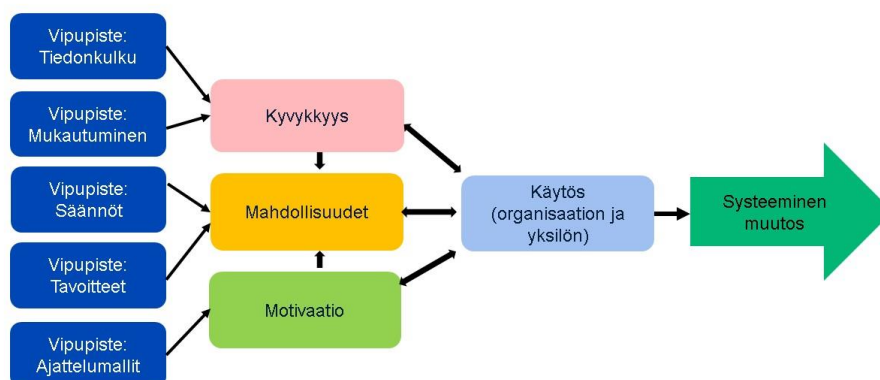 Vipupiste:
Tiedonkulku
Vipupiste:
Mukautuminen
Vipupiste:
Säännöt
Vipupiste:
Tavoitteet
Vipupiste:
Ajattelumallit
Kyvykkyys
Mahdollisuudet
Motivaatio
Käytös
(organisaation ja
yksilön)
Systeeminen
muutos